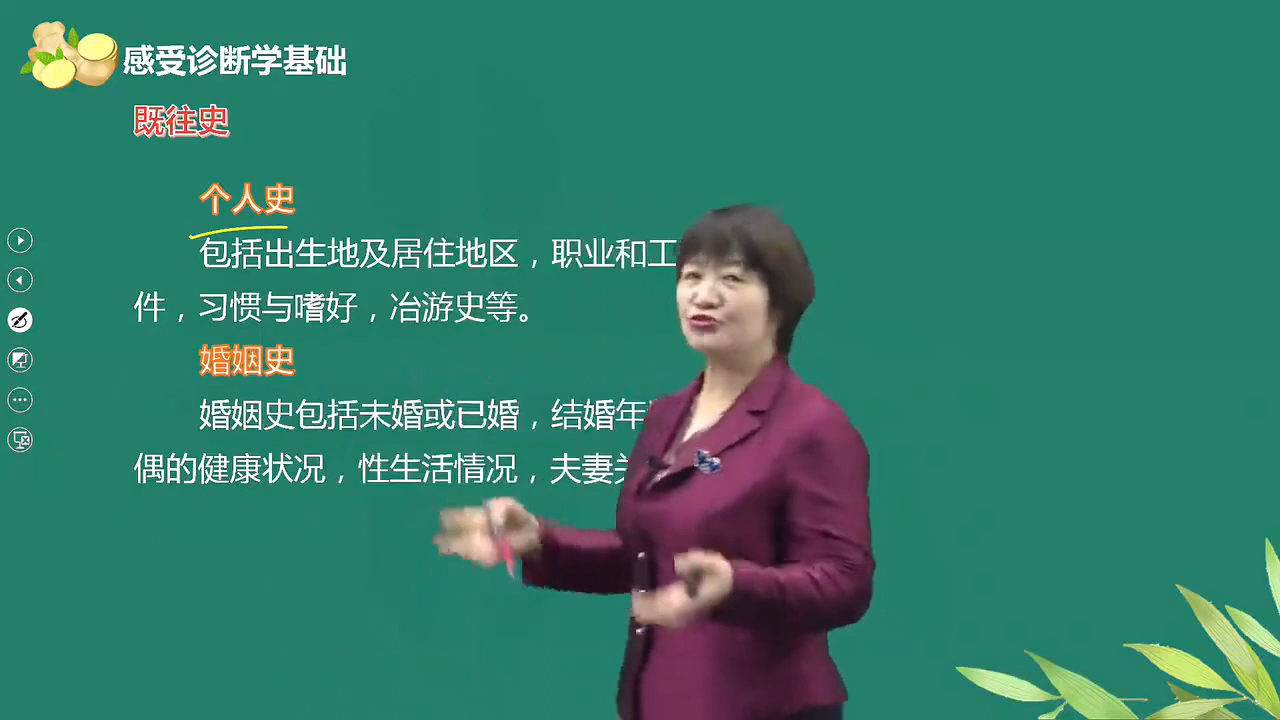 感受诊断学基础
既往史
个人史
包括出生地及居住地区，职业和工
件，习惯与嗜好，冶游史等。
婚姻史
婚姻史包括未婚或已婚，结婚年
偶的健康状况，性生活情况，夫妻关